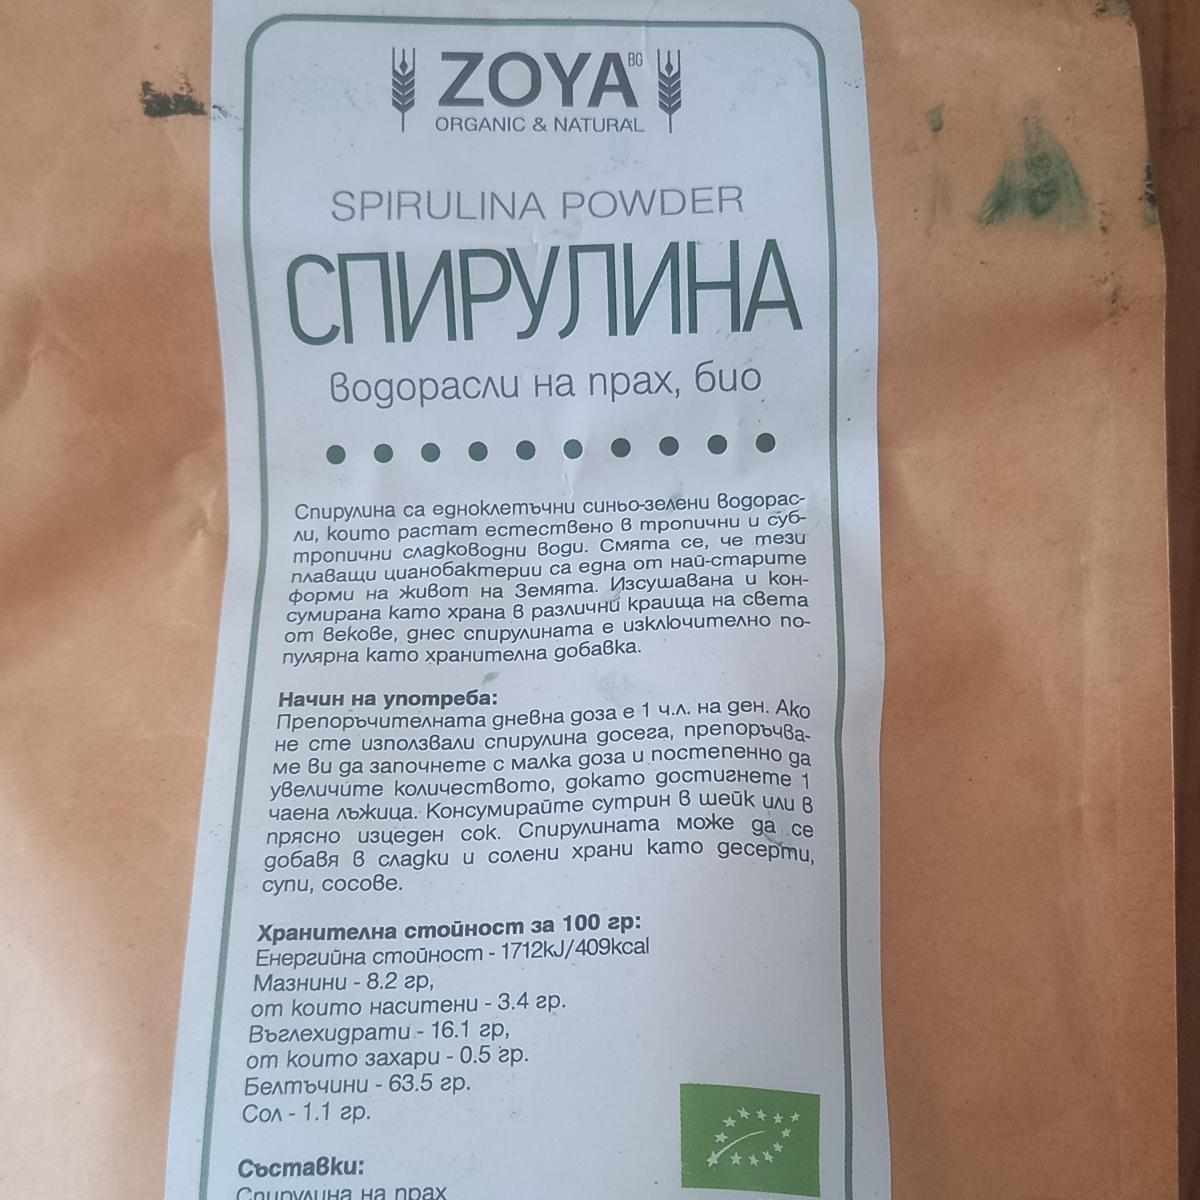 ZOYA BG
ORGANIC & NATURAL
SPIRULINA POWDER
СПИРУЛИНА
водорасли на прах, био
Спирулина са едноклетъчни синьо-зелени водорас-
ли, които растат естествено в тропични и суб-
тропични сладководни води. Смята се, че тези
плаващи цианобактерии са една от най-старите
форми на живот на Земята. Изсушавана и кон-
сумирана като храна в различни краища на света
от векове, днес спирулината е изключително по-
пулярна като хранителна добавка.
Начин на употреба:
Препоръчителната дневна доза е 1 ч.л. на ден. Ако
не сте използвали спирулина досега, препоръчва-
ме ви да започнете с малка доза и постепенно да
увеличите количеството, докато достигнете 1
чаена лъжица. Консумирайте сутрин в шейк или в
прясно изцеден сок. Спирулината може да се
добавя в сладки и солени храни като десерти,
супи, сосове.
Хранителна стойност за 100 гр:
Енергийна стойност - 1712kJ/409kcal
Мазнини - 8.2 гр,
от които наситени - 3.4 гр.
Въглехидрати - 16.1 гр,
от които захари - 0.5 гр.
Белтъчини - 63.5 гр.
Сол - 1.1 гр.
Съставки:
Спирулина на прах